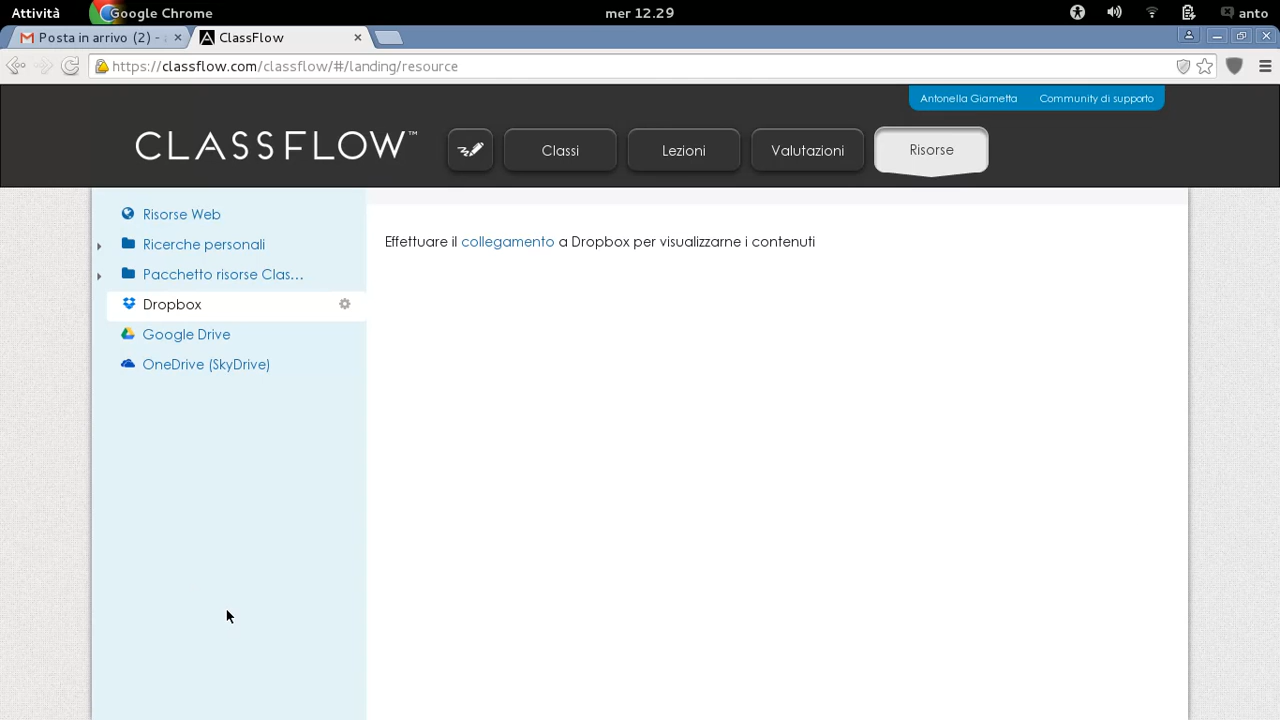 Attività Google Chrome mer 12.29 anto
Posta in arrivo (2) - ClassFlow
https://classflow.com/classflow/#/landing/resource
Antonella Giametta Community di supporto
CLASSFLOW™ Classi Lezioni Valutazioni Risorse
Risorse Web
Effettuare il collegamento a Dropbox per visualizzarne i contenuti
Ricerche personali
Pacchetto risorse Clas...
Dropbox
Google Drive
OneDrive (SkyDrive)